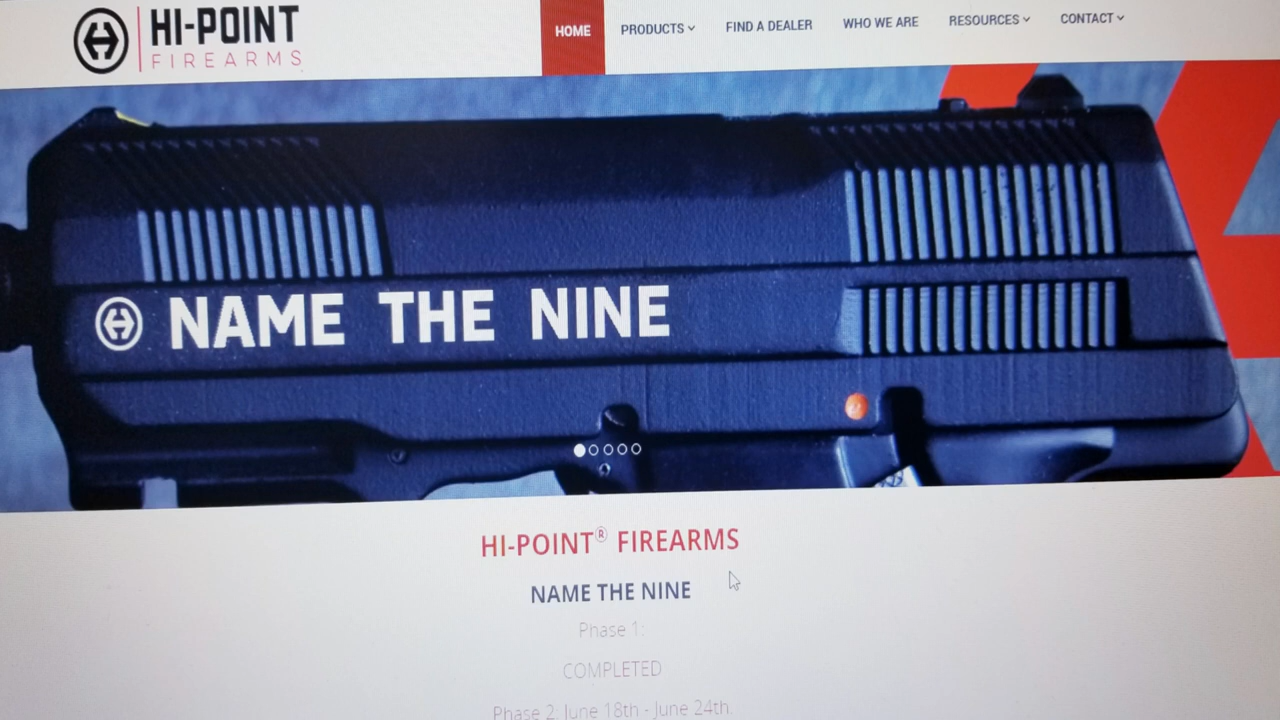 HI-POINT
FIREARMS
HOME PRODUCTS FIND A DEALER WHO WE ARE RESOURCES CONTACT
NAME THE NINE
HI-POINT® FIREARMS
NAME THE NINE
Phase 1:
COMPLETED
Phase 2: June 18th - June 24th.